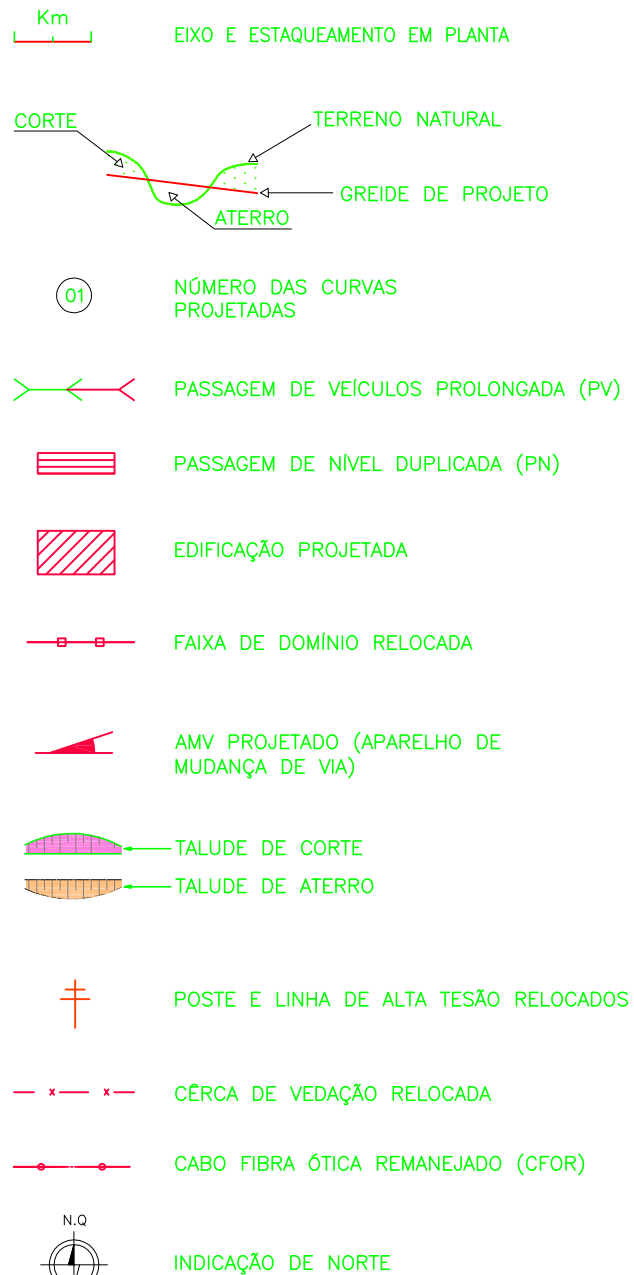 Km
EIXO E ESTAQUEAMENTO EM PLANTA
CORTE
TERRENO NATURAL
GREIDE DE PROJETO
ATERRO
01
NÚMERO DAS CURVAS
PROJETADAS
PASSAGEM DE VEÍCULOS PROLONGADA (PV)
PASSAGEM DE NÍVEL DUPLICADA (PN)
EDIFICAÇÃO PROJETADA
FAIXA DE DOMÍNIO RELOCADA
AMV PROJETADO (APARELHO DE
MUDANÇA DE VIA)
TALUDE DE CORTE
TALUDE DE ATERRO
POSTE E LINHA DE ALTA TESÃO RELOCADOS
CÊRCA DE VEDAÇÃO RELOCADA
CABO FIBRA ÓTICA REMANEJADO (CFOR)
N.Q
INDICAÇÃO DE NORTE